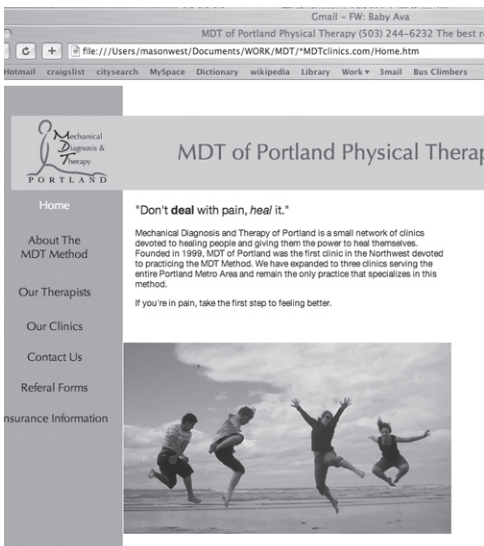 Gmail – FW: Baby Ava
MDT of Portland Physical Therapy (503) 244-6232 The best r
file:///Users/masonwest/Documents/WORK/MDT/*MDTclinics.com/Home.htm
Hotmail craigslist citysearch MySpace Dictionary wikipedia Library Work ▾ 3mail Bus Climbers
Mechanical
Diagnosis &
Therapy
PORTLAND
MDT of Portland Physical Therap
Home
About The
MDT Method
Our Therapists
Our Clinics
Contact Us
Referal Forms
nsurance Information
"Don't deal with pain, heal it."
Mechanical Diagnosis and Therapy of Portland is a small network of clinics
devoted to healing people and giving them the power to heal themselves.
Founded in 1999, MDT of Portland was the first clinic in the Northwest devoted
to practicing the MDT Method. We have expanded to three clinics serving the
entire Portland Metro Area and remain the only practice that specializes in this
method.
If you're in pain, take the first step to feeling better.